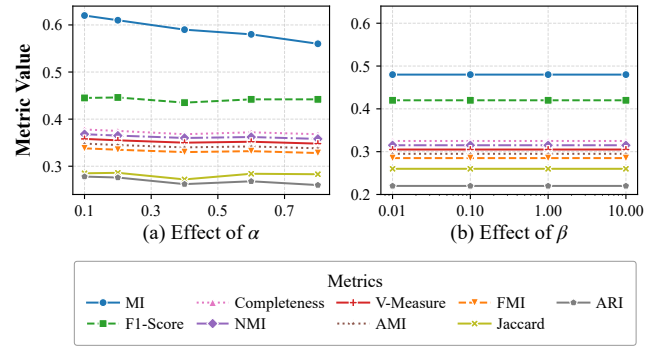 Metric Value
0.6
0.5
0.4
0.3
0.1 0.3 0.5 0.7
(a) Effect of α
0.6
0.5
0.4
0.3
0.2
0.01 0.10 1.00 10.00
(b) Effect of β
Metrics
MI Completeness V-Measure FMI ARI
F1-Score NMI AMI Jaccard